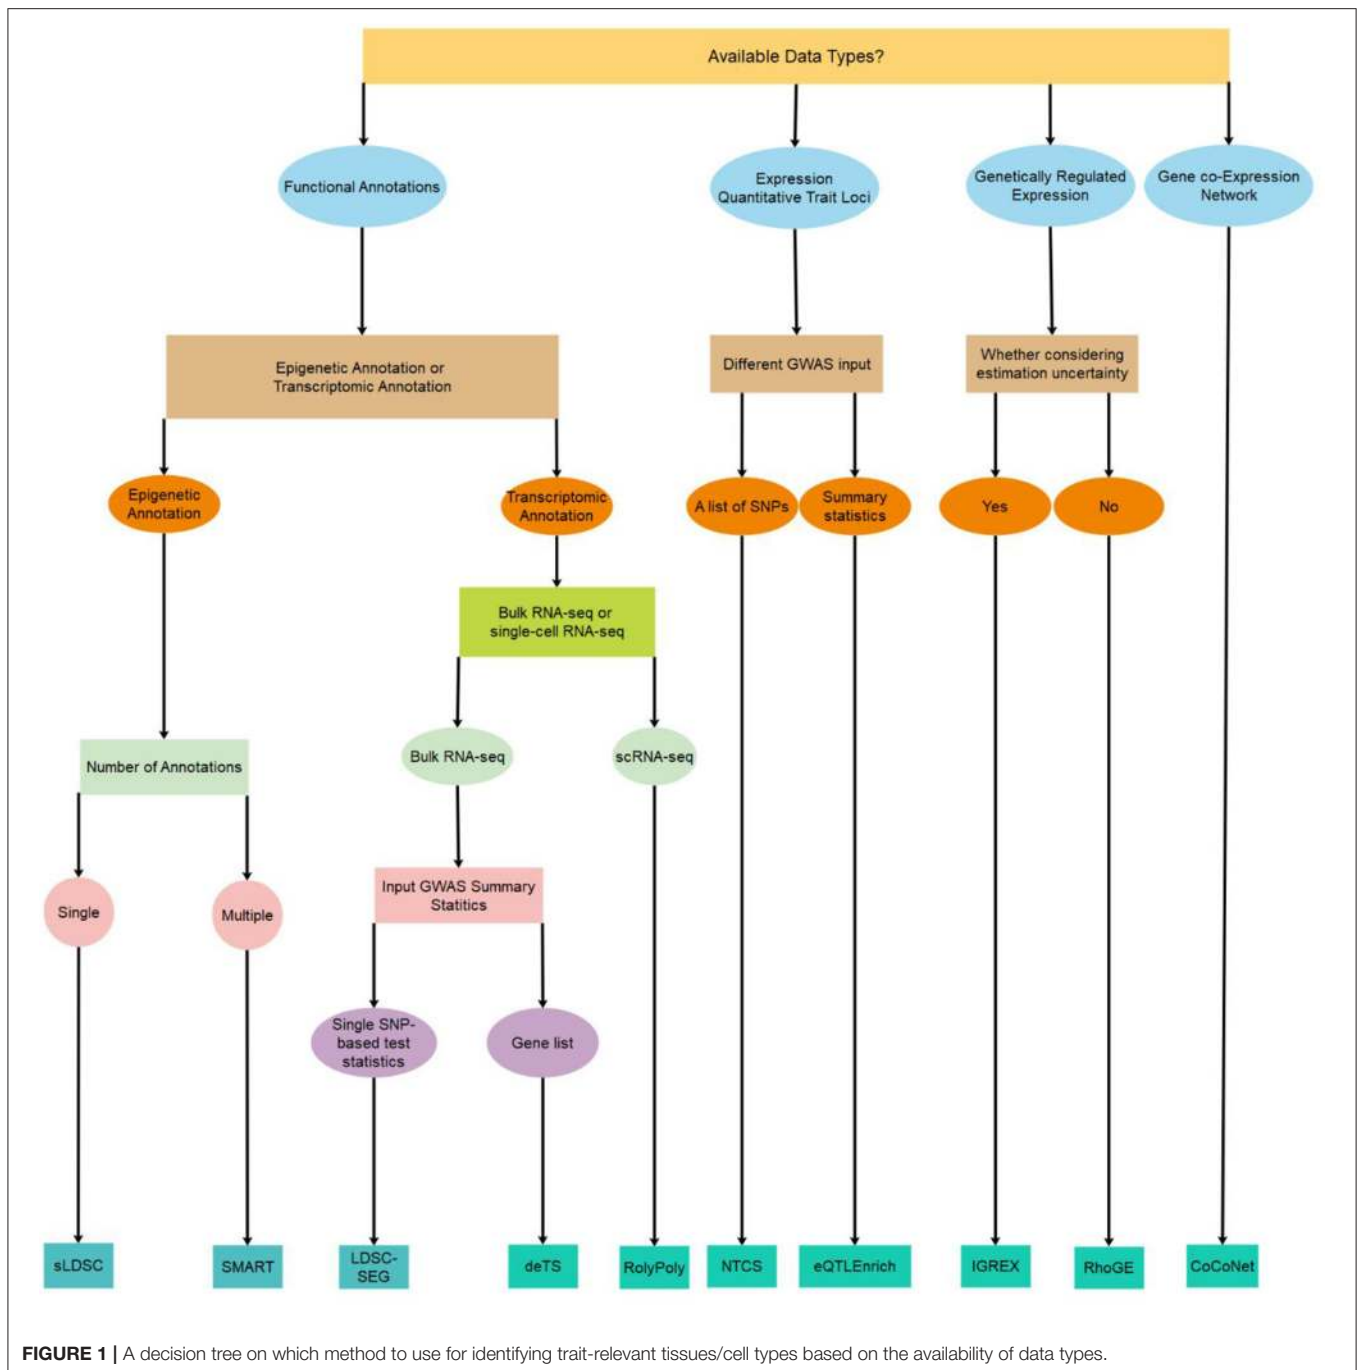 Available Data Types?
Functional Annotations
Expression
Quantitative Trait Loci
Genetically Regulated
Expression
Gene co-Expression
Network
Epigenetic Annotation or
Transcriptomic Annotation
Different GWAS input
Whether considering
estimation uncertainty
Epigenetic
Annotation
Transcriptomic
Annotation
A list of SNPs
Summary
statistics
Yes
No
Bulk RNA-seq or
single-cell RNA-seq
Bulk RNA-seq
scRNA-seq
Number of Annotations
Input GWAS Summary
Statitics
Single
Multiple
Single SNP-
based test
statistics
Gene list
sLDSC
SMART
LDSC-
SEG
deTS
RolyPoly
NTCS
eQTLEnrich
IGREX
RhoGE
CoCoNet
FIGURE 1 | A decision tree on which method to use for identifying trait-relevant tissues/cell types based on the availability of data types.